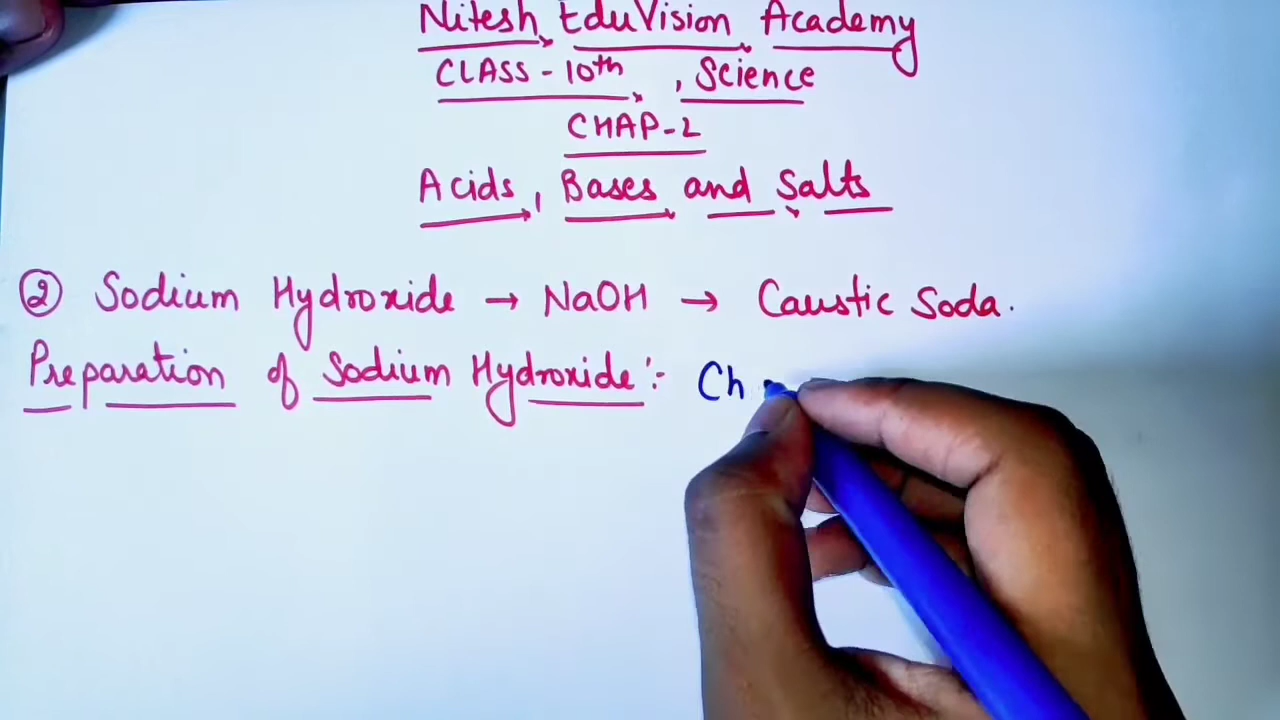 Nitesh EduVision Academy
CLASS-10th, Science
CHAP-2
Acids, Bases and Salts
② Sodium Hydroxide → NaOH → Caustic Soda.
Preparation of Sodium Hydroxide:- Ch